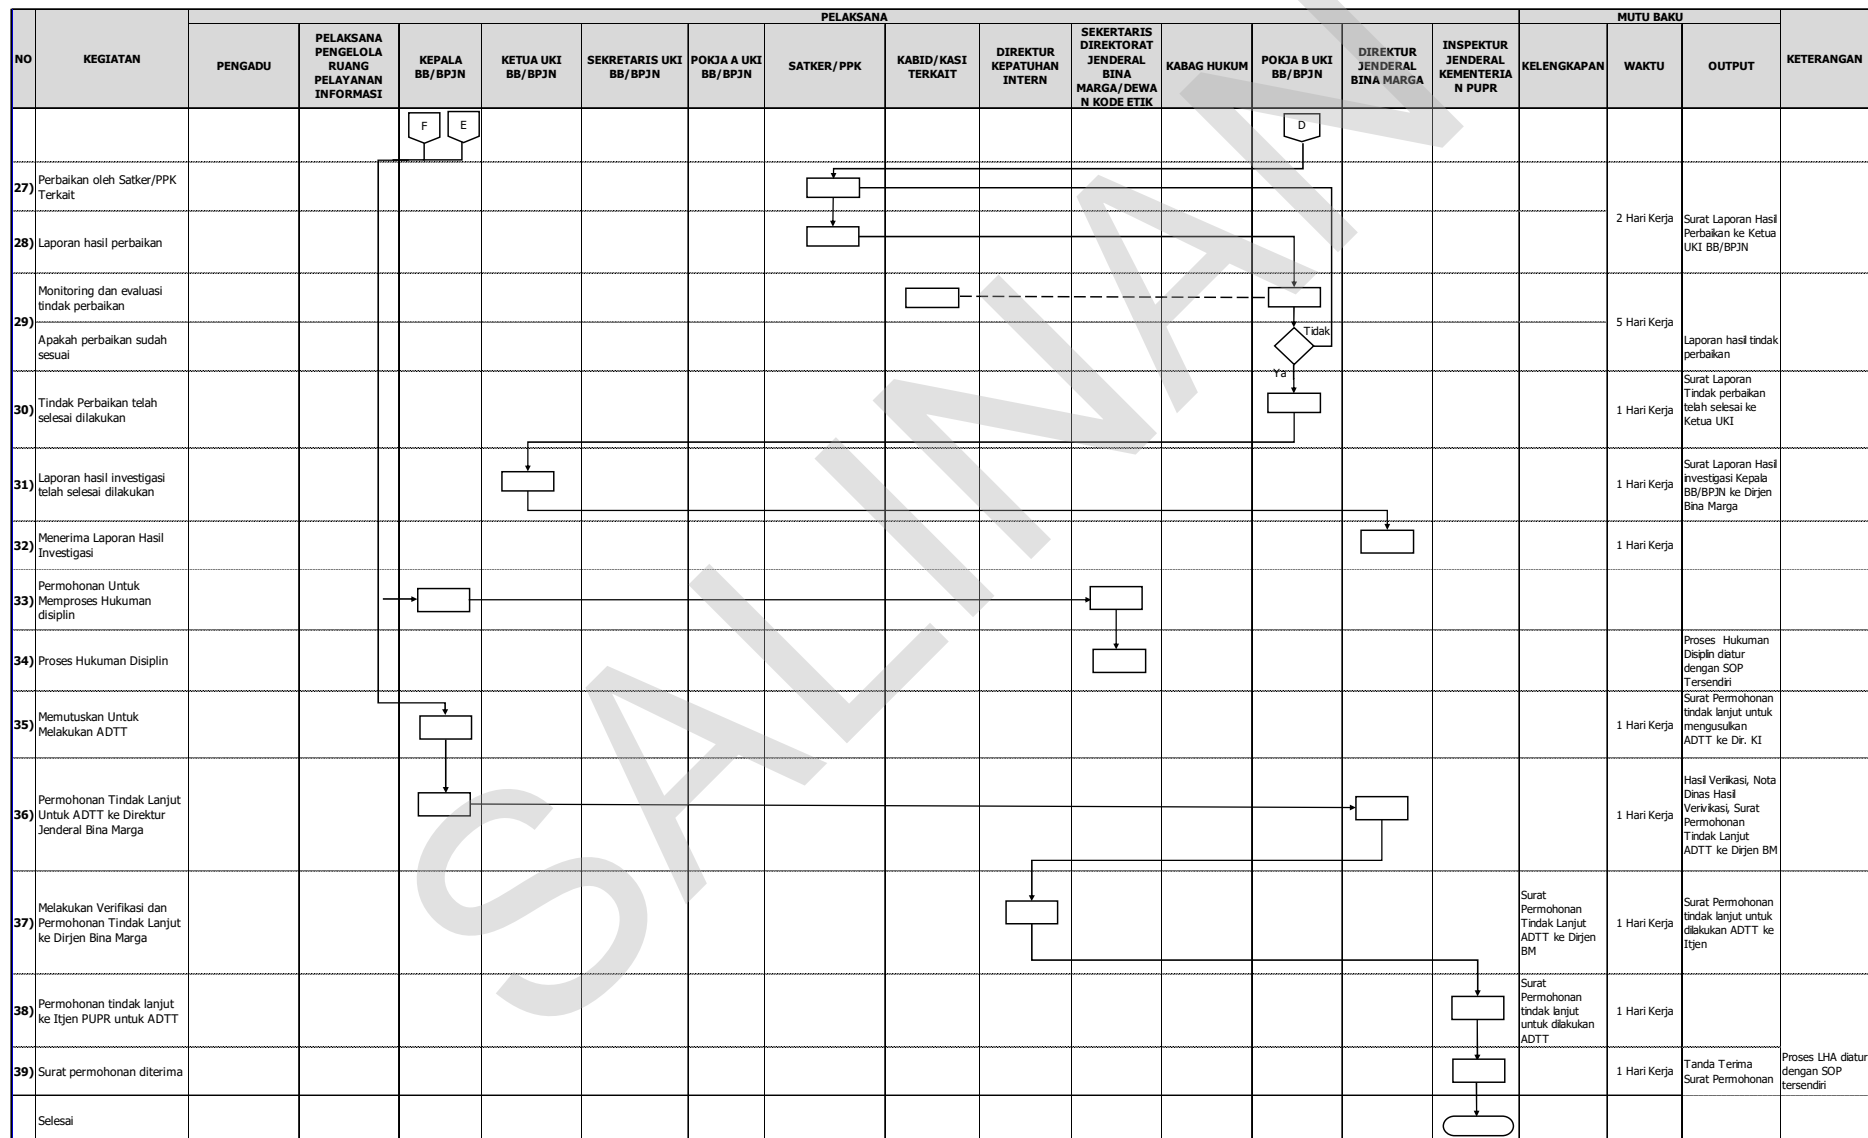 PELAKSANA
MUTU BAKU
NO
KEGIATAN
PENGADU
PELAKSANA
PENGELOLA
RUANG
PELAYANAN
INFORMASI
KEPALA
BB/BPJN
KETUA UKI
BB/BPJN
SEKRETARIS UKI
BB/BPJN
POKJA A UKI
BB/BPJN
SATKER/PPK
KABID/KASI
TERKAIT
DIREKTUR
KEPATUHAN
INTERN
SEKERTARIS
DIREKTORAT
JENDERAL
BINA
MARGA/DEWA
N KODE ETIK
KABAG HUKUM
POKJA B UKI
BB/BPJN
DIREKTUR
JENDERAL
BINA MARGA
INSPEKTUR
JENDERAL
KEMENTERIA
N PUPR
KELENGKAPAN
WAKTU
OUTPUT
KETERANGAN
F
E
D
27)
Perbaikan oleh Satker/PPK
Terkait
28)
Laporan hasil perbaikan
2 Hari Kerja
Surat Laporan Hasil
Perbaikan ke Ketua
UKI BB/BPJN
29)
Monitoring dan evaluasi
tindak perbaikan
Apakah perbaikan sudah
sesuai
Tidak
Ya
5 Hari Kerja
Laporan hasil tindak
perbaikan
30)
Tindak Perbaikan telah
selesai dilakukan
1 Hari Kerja
Surat Laporan
Tindak perbaikan
telah selesai ke
Ketua UKI
31)
Laporan hasil investigasi
telah selesai dilakukan
1 Hari Kerja
Surat Laporan Hasil
investigasi Kepala
BB/BPJN ke Dirjen
Bina Marga
32)
Menerima Laporan Hasil
Investigasi
1 Hari Kerja
33)
Permohonan Untuk
Memproses Hukuman
disiplin
34)
Proses Hukuman Disiplin
Proses Hukuman
Disiplin diatur
dengan SOP
Tersendiri
35)
Memutuskan Untuk
Melakukan ADTT
1 Hari Kerja
Surat Permohonan
tindak lanjut untuk
mengusulkan
ADTT ke Dir. KI
36)
Permohonan Tindak Lanjut
Untuk ADTT ke Direktur
Jenderal Bina Marga
1 Hari Kerja
Hasil Verikasi, Nota
Dinas Hasil
Verivikasi, Surat
Permohonan
Tindak Lanjut
ADTT ke Dirjen BM
37)
Melakukan Verifikasi dan
Permohonan Tindak Lanjut
ke Dirjen Bina Marga
Surat
Permohonan
Tindak Lanjut
ADTT ke Dirjen
BM
1 Hari Kerja
Surat Permohonan
tindak lanjut untuk
dilakukan ADTT ke
Itjen
38)
Permohonan tindak lanjut
ke Itjen PUPR untuk ADTT
Surat
Permohonan
tindak lanjut
untuk dilakukan
ADTT
1 Hari Kerja
39)
Surat permohonan diterima
1 Hari Kerja
Tanda Terima
Surat Permohonan
Proses LHA diatur
dengan SOP
tersendiri
Selesai
SALINAN